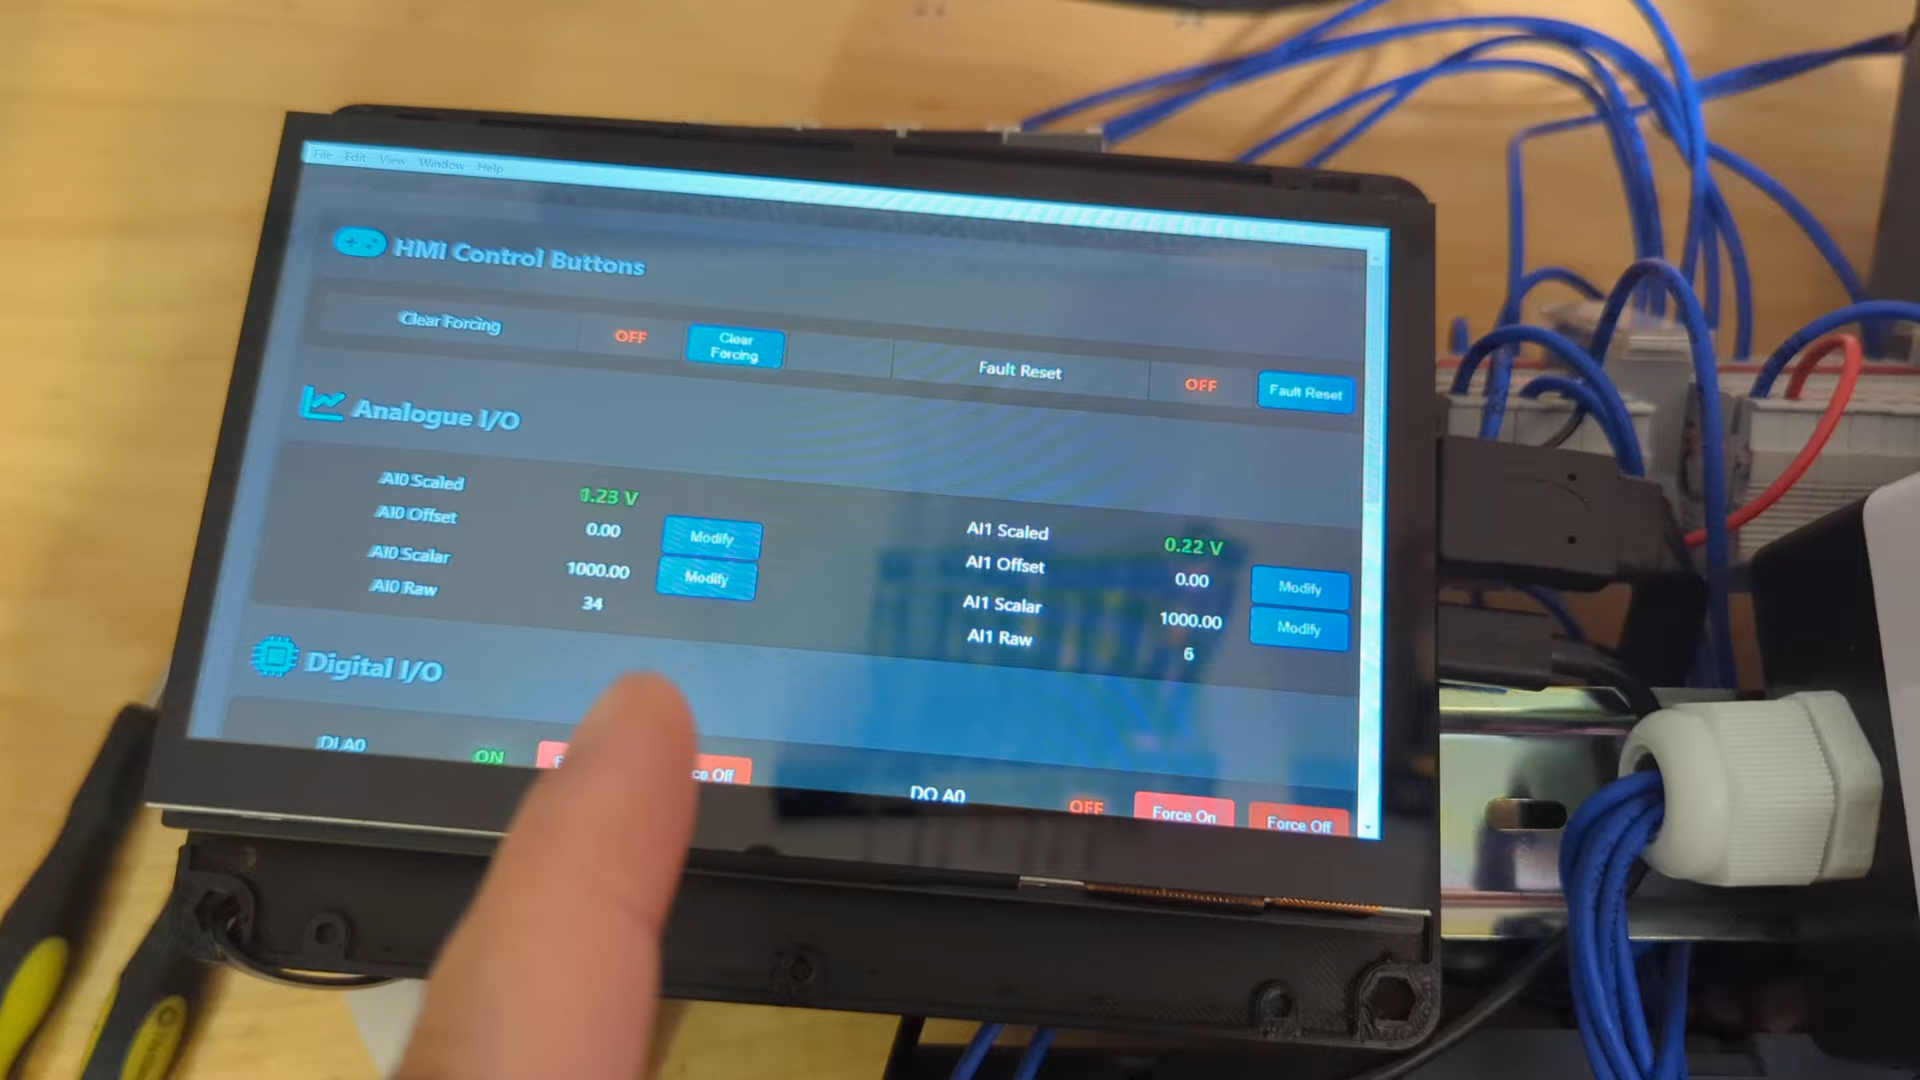 File Edit View Window Help
HMI Control Buttons
Clear Forcing OFF Clear Forcing Fault Reset OFF Fault Reset
Analogue I/O
AI0 Scaled 1.23 V
AI0 Offset 0.00 Modify
AI0 Scalar 1000.00 Modify
AI0 Raw 34
AI1 Scaled 0.22 V
AI1 Offset 0.00 Modify
AI1 Scalar 1000.00 Modify
AI1 Raw 6
Digital I/O
DI A0 ON Off
DO A0 OFF Force On Force Off